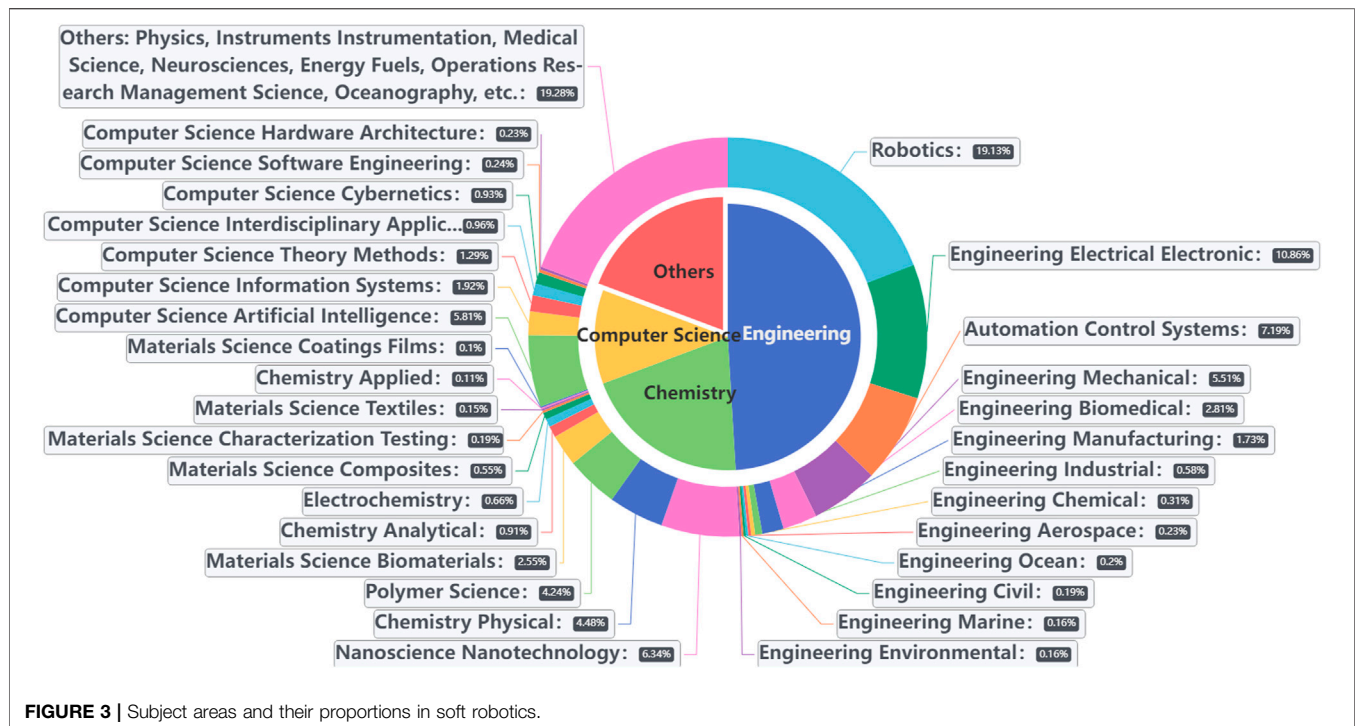 Others: Physics, Instruments Instrumentation, Medical
Science, Neurosciences, Energy Fuels, Operations Res-
earch Management Science, Oceanography, etc.: 19.28%
Computer Science Hardware Architecture: 0.23%
Computer Science Software Engineering: 0.24%
Computer Science Cybernetics: 0.93%
Computer Science Interdisciplinary Applic... 0.96%
Computer Science Theory Methods: 1.29%
Computer Science Information Systems: 1.92%
Computer Science Artificial Intelligence: 5.81%
Materials Science Coatings Films: 0.1%
Chemistry Applied: 0.11%
Materials Science Textiles: 0.15%
Materials Science Characterization Testing: 0.19%
Materials Science Composites: 0.55%
Electrochemistry: 0.66%
Chemistry Analytical: 0.91%
Materials Science Biomaterials: 2.55%
Polymer Science: 4.24%
Chemistry Physical: 4.48%
Nanoscience Nanotechnology: 6.34%
Others
Computer Science
Engineering
Chemistry
Robotics: 19.13%
Engineering Electrical Electronic: 10.86%
Automation Control Systems: 7.19%
Engineering Mechanical: 5.51%
Engineering Biomedical: 2.81%
Engineering Manufacturing: 1.73%
Engineering Industrial: 0.58%
Engineering Chemical: 0.31%
Engineering Aerospace: 0.23%
Engineering Ocean: 0.2%
Engineering Civil: 0.19%
Engineering Marine: 0.16%
Engineering Environmental: 0.16%
FIGURE 3 | Subject areas and their proportions in soft robotics.